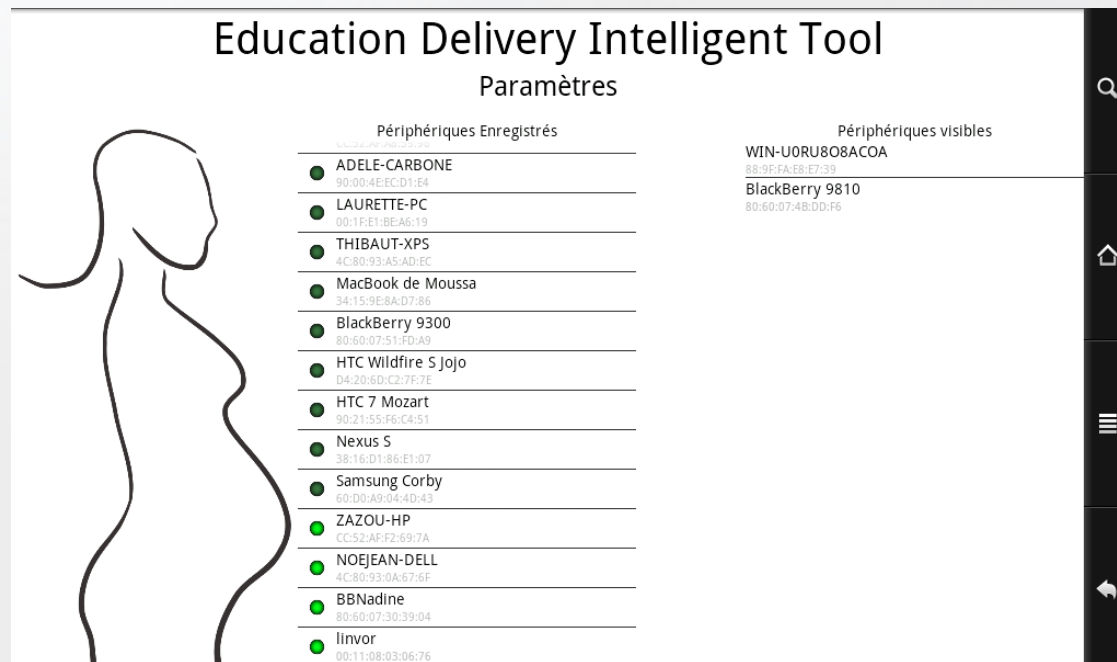 Education Delivery Intelligent Tool
Paramètres
Périphériques Enregistrés
ADELE-CARBONE
90:00:4E:EC:D1:E4
LAURETTE-PC
00:1F:E1:BE:A6:19
THIBAUT-XPS
4C:80:93:A5:AD:EC
MacBook de Moussa
34:15:9E:8A:D7:86
BlackBerry 9300
80:60:07:51:FD:A9
HTC Wildfire S Jojo
D4:20:6D:C2:7F:7E
HTC 7 Mozart
90:21:55:F6:C4:51
Nexus S
38:16:D1:86:E1:07
Samsung Corby
60:D0:A9:04:4D:43
ZAZOU-HP
CC:52:AF:F2:69:7A
NOEJEAN-DELL
4C:80:93:0A:67:6F
BBNadine
80:60:07:30:39:04
linvor
00:11:08:03:06:76
Périphériques visibles
WIN-U0RU8O8ACOA
88:9F:FA:E8:E7:39
BlackBerry 9810
80:60:07:4B:DD:F6